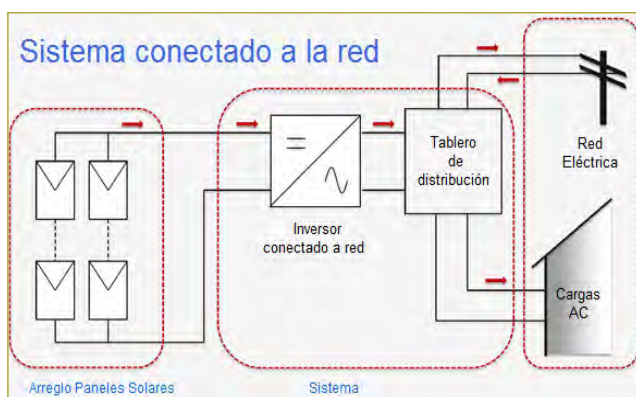 Sistema conectado a la red
Tablero
de
distribución
Red
Eléctrica
Inversor
conectado a red
Cargas
AC
Arreglo Paneles Solares
Sistema